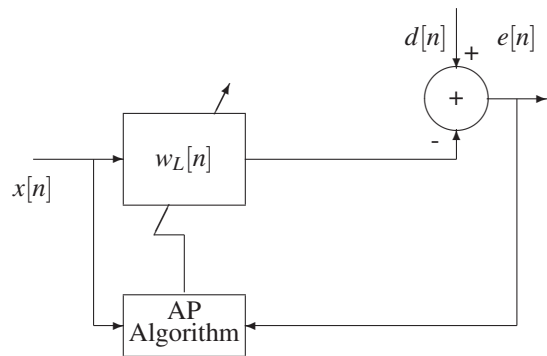 d[n]
e[n]
+
+
-
w_L[n]
x[n]
AP
Algorithm